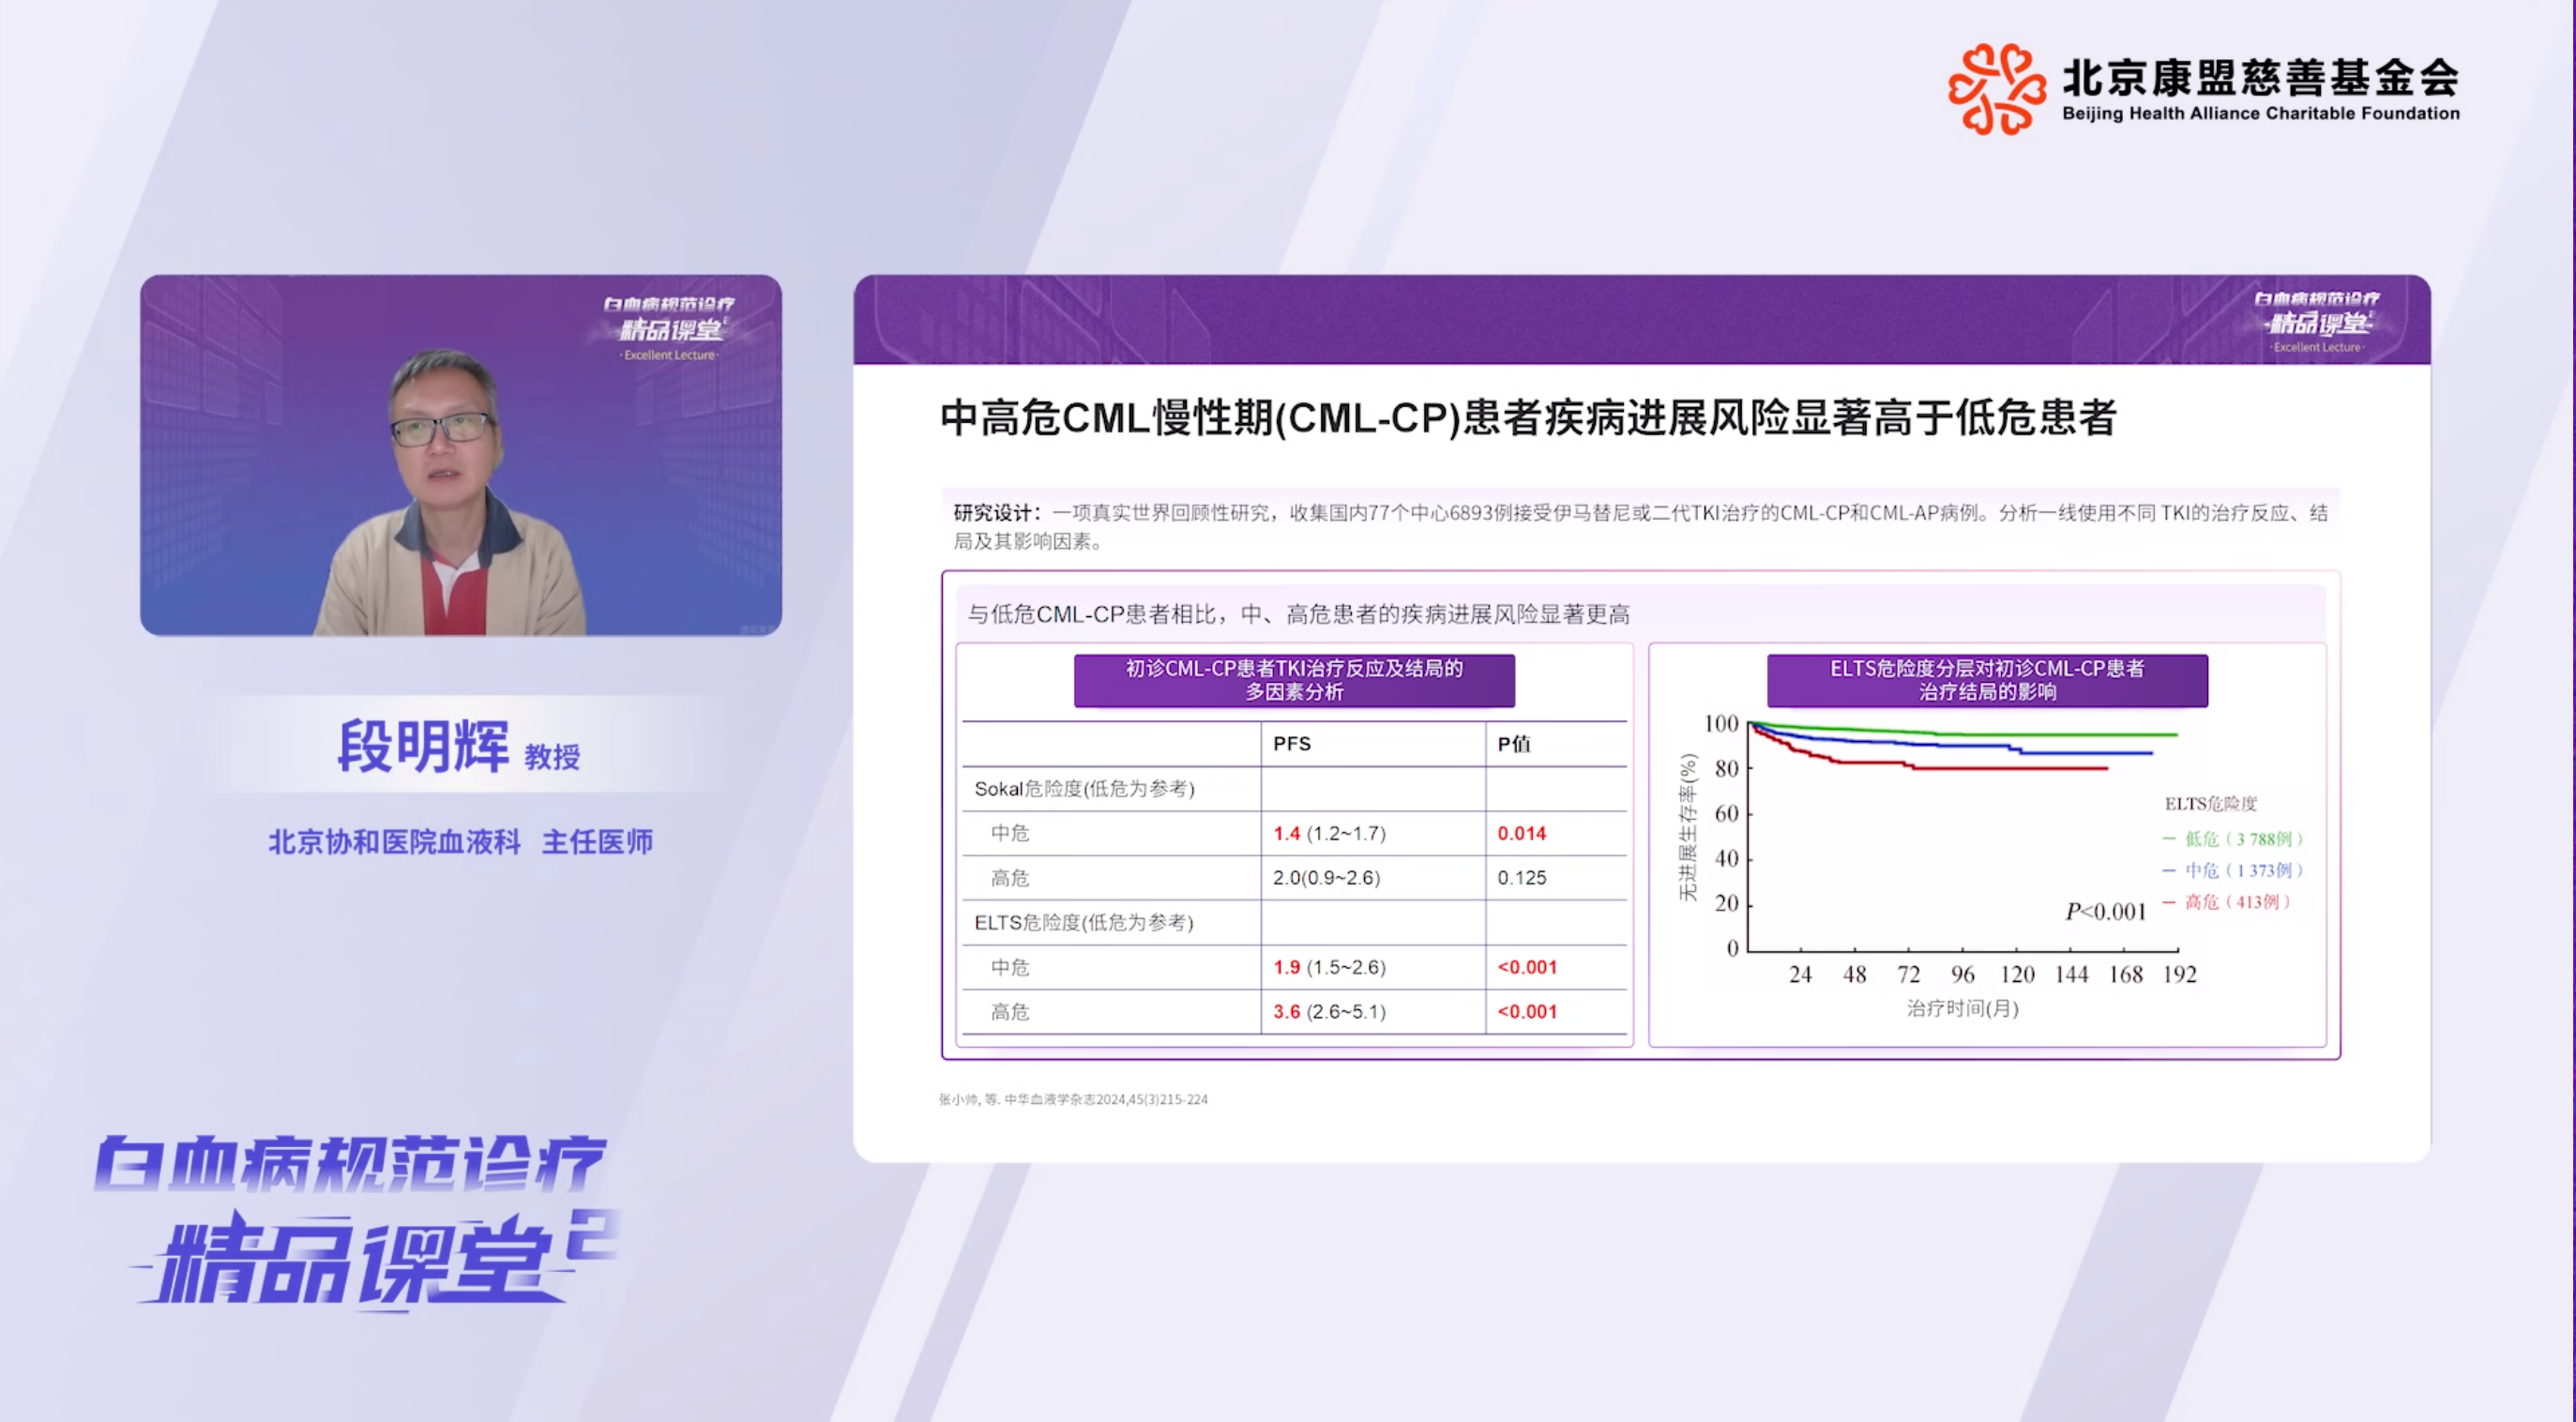 北京康盟慈善基金会
Beijing Health Alliance Charitable Foundation
白血病规范诊疗
精品课堂2
·Excellent Lecture·
段明辉 教授
北京协和医院血液科 主任医师
白血病规范诊疗
精品课堂2
白血病规范诊疗
精品课堂2
·Excellent Lecture·
中高危CML慢性期(CML-CP)患者疾病进展风险显著高于低危患者
研究设计：一项真实世界回顾性研究，收集国内77个中心6893例接受伊马替尼或二代TKI治疗的CML-CP和CML-AP病例。分析一线使用不同 TKI的治疗反应、结
局及其影响因素。
与低危CML-CP患者相比，中、高危患者的疾病进展风险显著更高
初诊CML-CP患者TKI治疗反应及结局的
多因素分析
PFS P值
Sokal危险度(低危为参考)
中危 1.4 (1.2~1.7) 0.014
高危 2.0(0.9~2.6) 0.125
ELTS危险度(低危为参考)
中危 1.9 (1.5~2.6) <0.001
高危 3.6 (2.6~5.1) <0.001
ELTS危险度分层对初诊CML-CP患者
治疗结局的影响
无进展生存率(%)
100
80
60
40
20
0
ELTS危险度
低危（3 788例）
中危（1 373例）
高危（413例）
P<0.001
24 48 72 96 120 144 168 192
治疗时间(月)
张小帅, 等. 中华血液学杂志2024,45(3)215-224